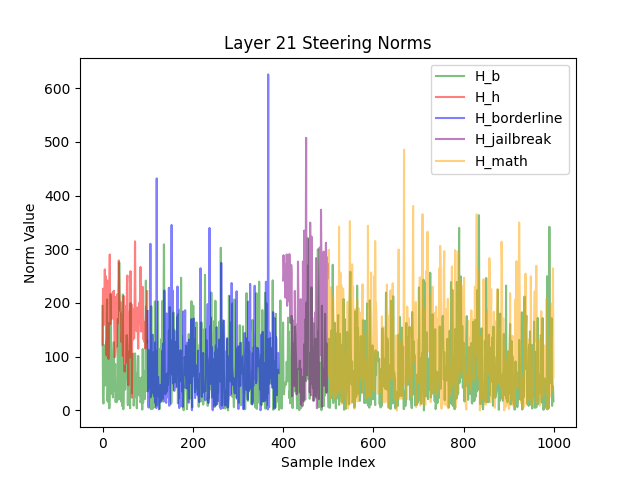 Layer 21 Steering Norms
600
500
400
300
200
100
0
Norm Value
H_b
H_h
H_borderline
H_jailbreak
H_math
0
200
400
600
800
1000
Sample Index